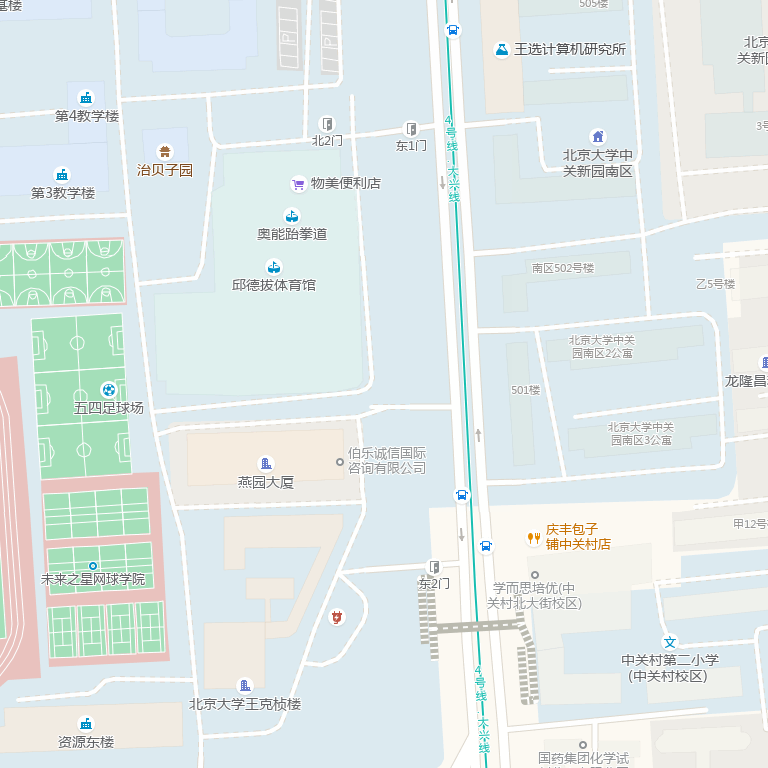 基楼
505楼
王选计算机研究所
北京
关新园
第4教学楼
北2门
东1门
4号线·大兴线
北京大学中
关新园南区
3号
治贝子园
第3教学楼
物美便利店
奥能跆拳道
邱德拔体育馆
南区502号楼
乙5号楼
北京大学中关
园南区2公寓
501楼
龙隆昌
五四足球场
北京大学中关
园南区3公寓
伯乐诚信国际
咨询有限公司
燕园大厦
甲12号
庆丰包子
铺中关村店
未来之星网球学院
东2门
学而思培优(中
关村北大街校区)
中关村第二小学
(中关村校区)
4号线·大兴线
北京大学王克桢楼
资源东楼
国药集团化学试